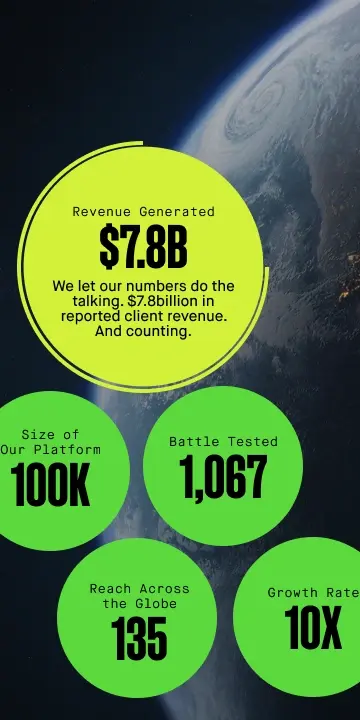 Revenue Generated
$7.8B
We let our numbers do the
talking. $7.8billion in
reported client revenue.
And counting.
Size of
Our Platform
100K
Battle Tested
1,067
Reach Across
the Globe
135
Growth Rate
10X